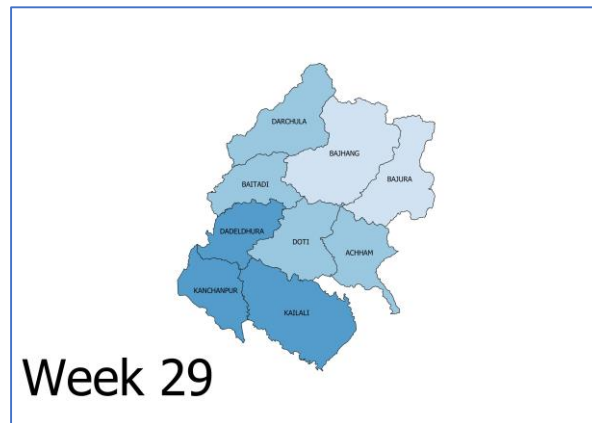 DARCHULA
BAJHANG
BAJURA
BAITADI
DADELDHURA
DOTI
ACHHAM
KANCHANPUR
KAILALI
Week 29